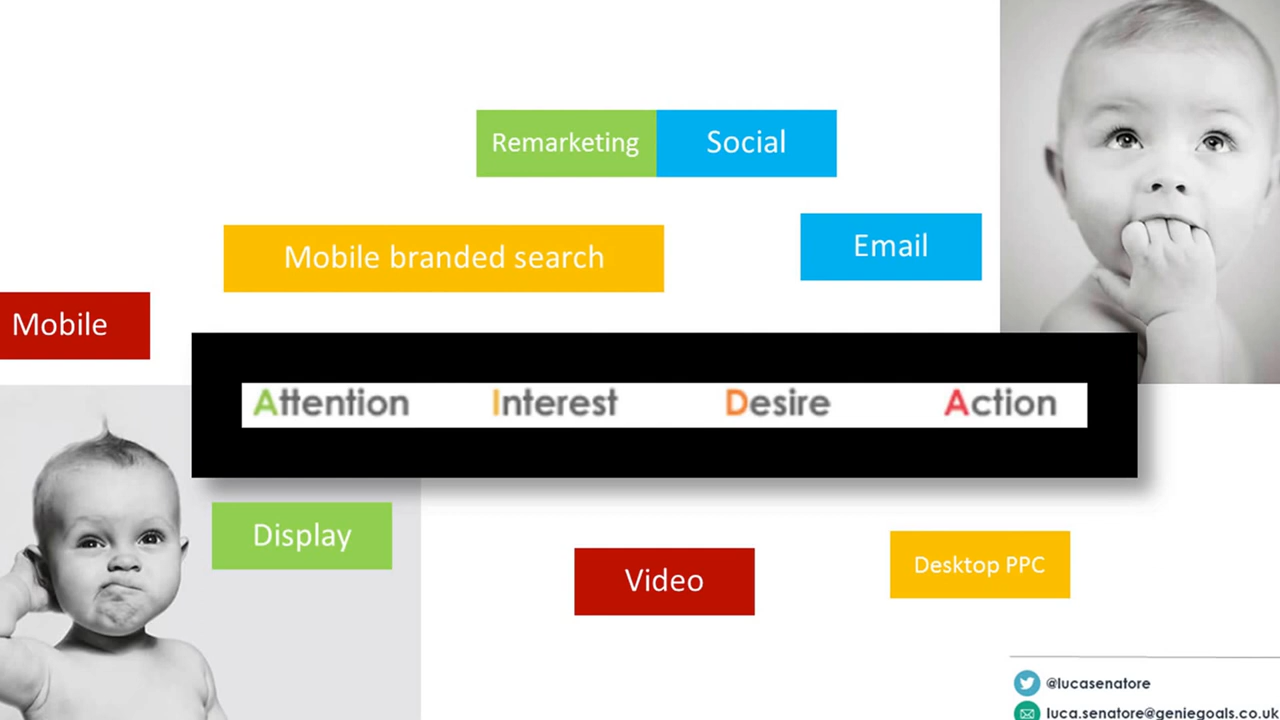 Remarketing Social
Mobile branded search
Email
Mobile
Attention Interest Desire Action
Display
Video
Desktop PPC
@lucasenatore
luca.senatore@geniegoals.co.uk